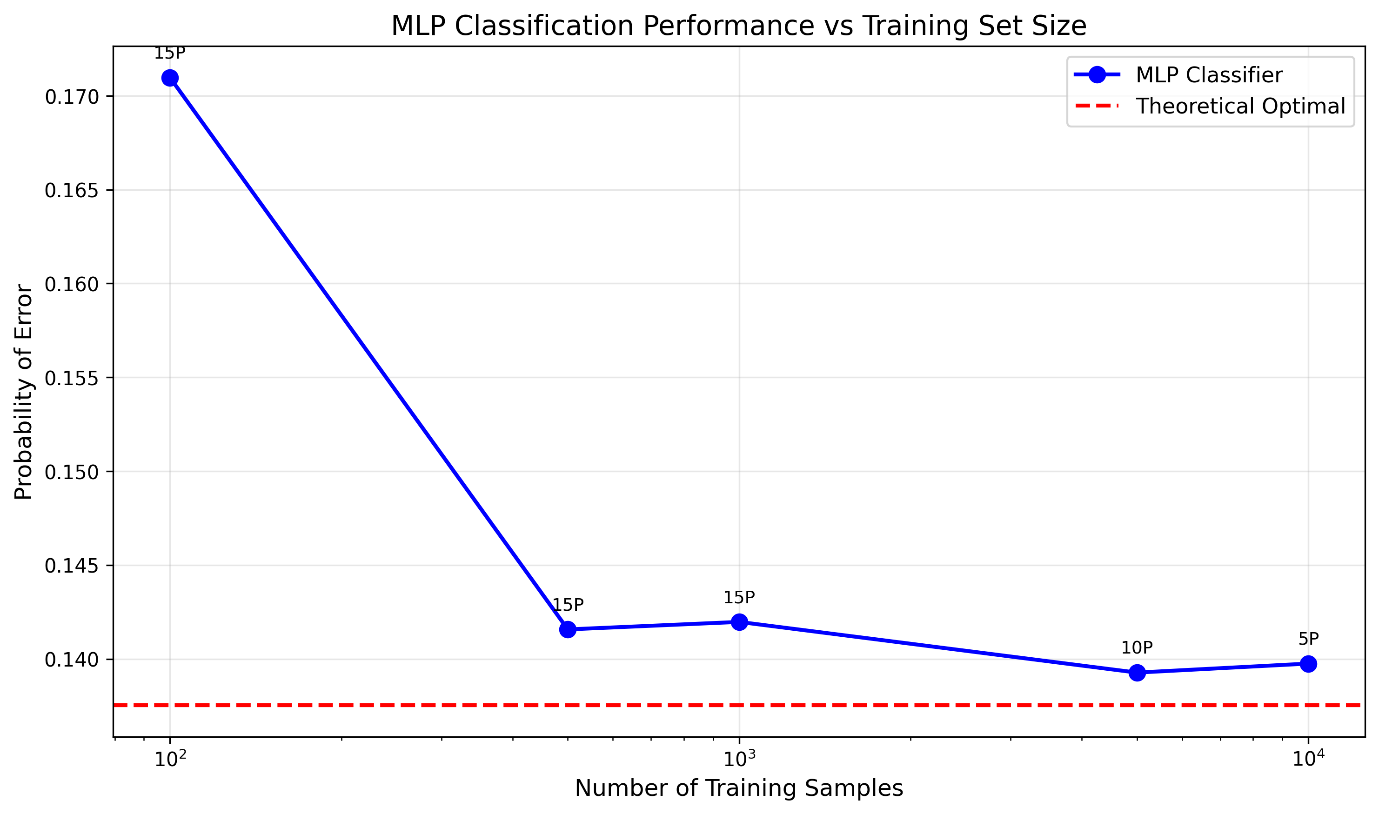 MLP Classification Performance vs Training Set Size
MLP Classifier
Theoretical Optimal
Probability of Error
0.170
0.165
0.160
0.155
0.150
0.145
0.140
15P
15P
15P
10P
5P
10²
10³
10⁴
Number of Training Samples